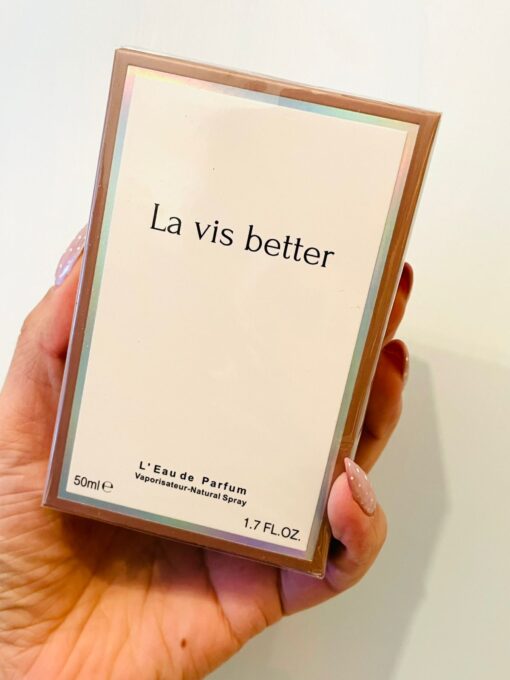 La vis better
L'Eau de Parfum
Vaporisateur-Natural Spray
50ml℮
1.7 FL.OZ.